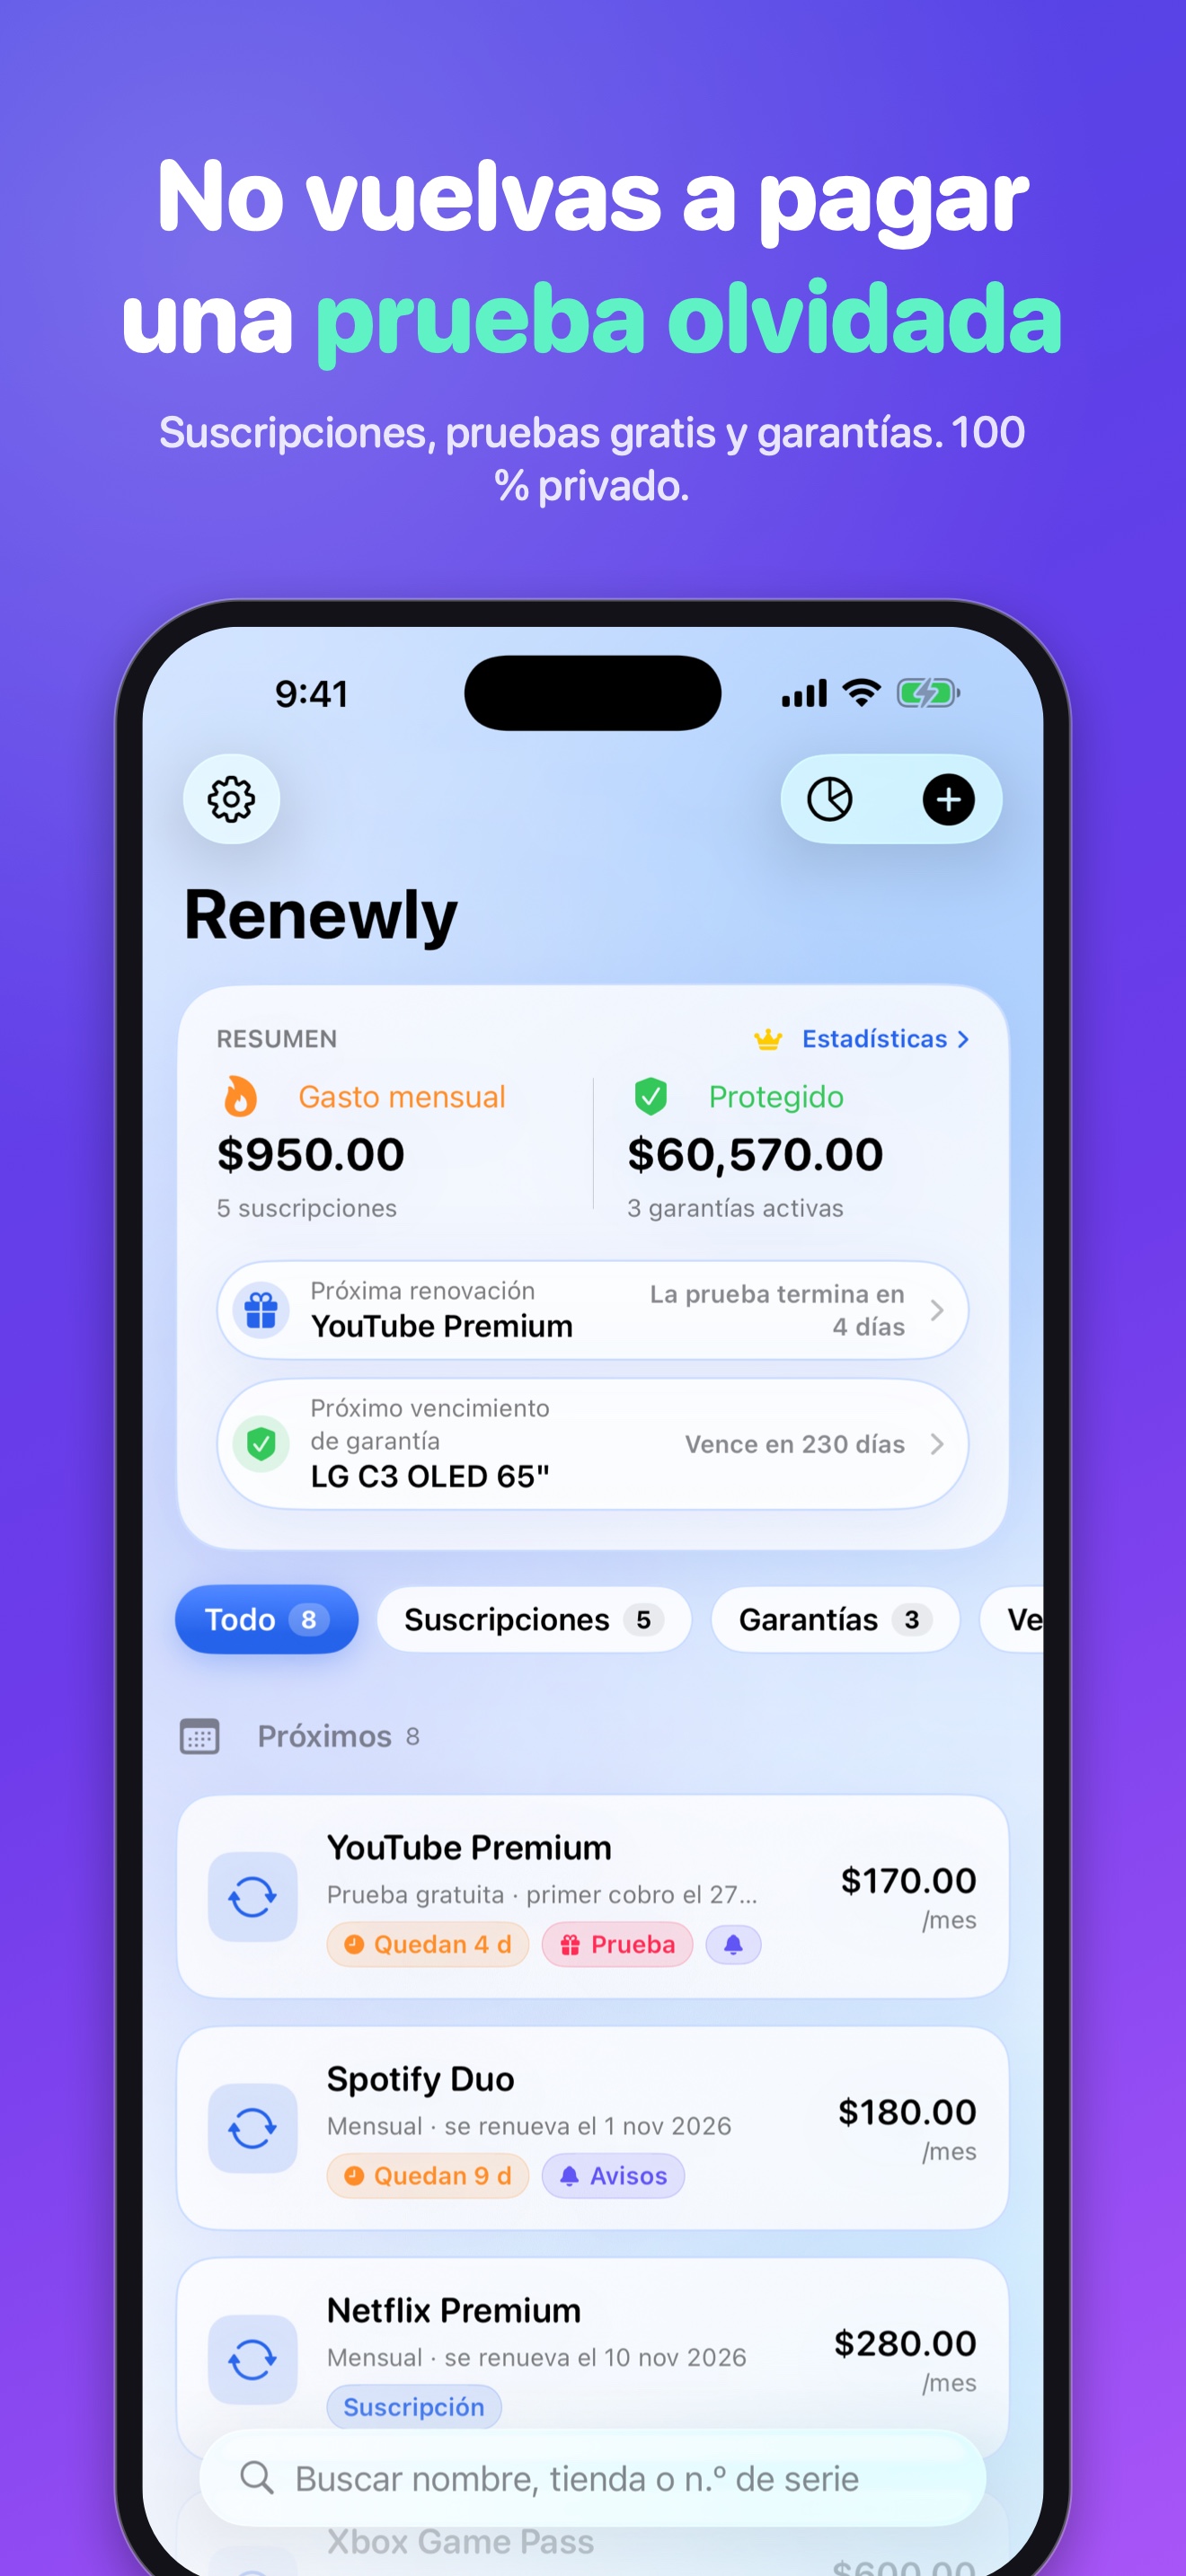 No vuelvas a pagar
una prueba olvidada
Suscripciones, pruebas gratis y garantías. 100
% privado.
9:41
Renewly
RESUMEN
Estadísticas
Gasto mensual
$950.00
5 suscripciones
Protegido
$60,570.00
3 garantías activas
Próxima renovación
YouTube Premium
La prueba termina en
4 días
Próximo vencimiento
de garantía
LG C3 OLED 65"
Vence en 230 días
Todo 8
Suscripciones 5
Garantías 3
Ve
Próximos 8
YouTube Premium
Prueba gratuita · primer cobro el 27...
Quedan 4 d
Prueba
$170.00
/mes
Spotify Duo
Mensual · se renueva el 1 nov 2026
Quedan 9 d
Avisos
$180.00
/mes
Netflix Premium
Mensual · se renueva el 10 nov 2026
Suscripción
$280.00
/mes
Buscar nombre, tienda o n.º de serie
Xbox Game Pass
$600.00